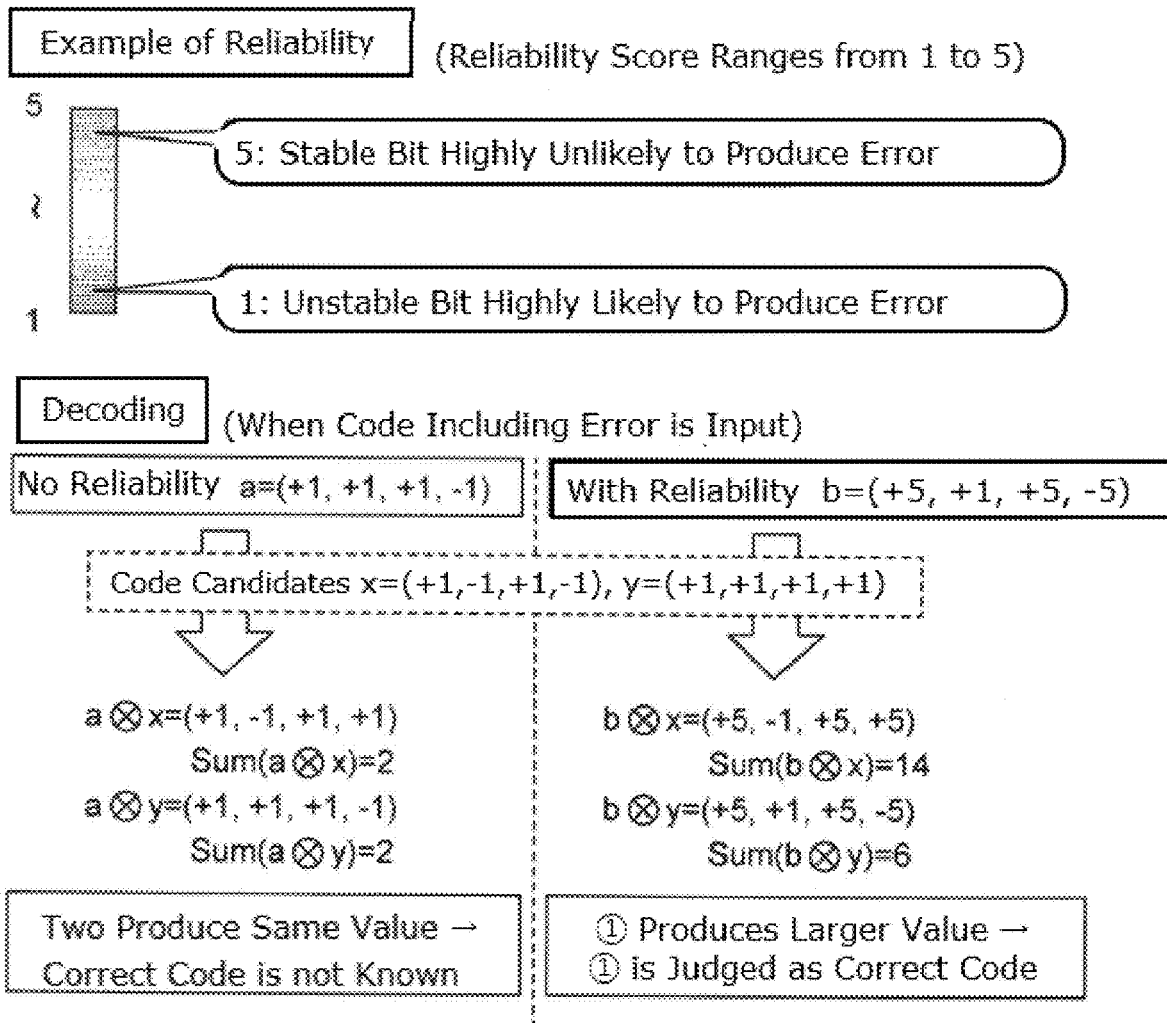 Example of Reliability (Reliability Score Ranges from 1 to 5)
5
5: Stable Bit Highly Unlikely to Produce Error
≀
1: Unstable Bit Highly Likely to Produce Error
1
Decoding (When Code Including Error is Input)
No Reliability a=(+1, +1, +1, -1)
With Reliability b=(+5, +1, +5, -5)
Code Candidates x=(+1,-1,+1,-1), y=(+1,+1,+1,+1)
a⊗x=(+1, -1, +1, +1)
Sum(a⊗x)=2
a⊗y=(+1, +1, +1, -1)
Sum(a⊗y)=2
b⊗x=(+5, -1, +5, +5)
Sum(b⊗x)=14
b⊗y=(+5, +1, +5, -5)
Sum(b⊗y)=6
Two Produce Same Value →
Correct Code is not Known
① Produces Larger Value →
① is Judged as Correct Code